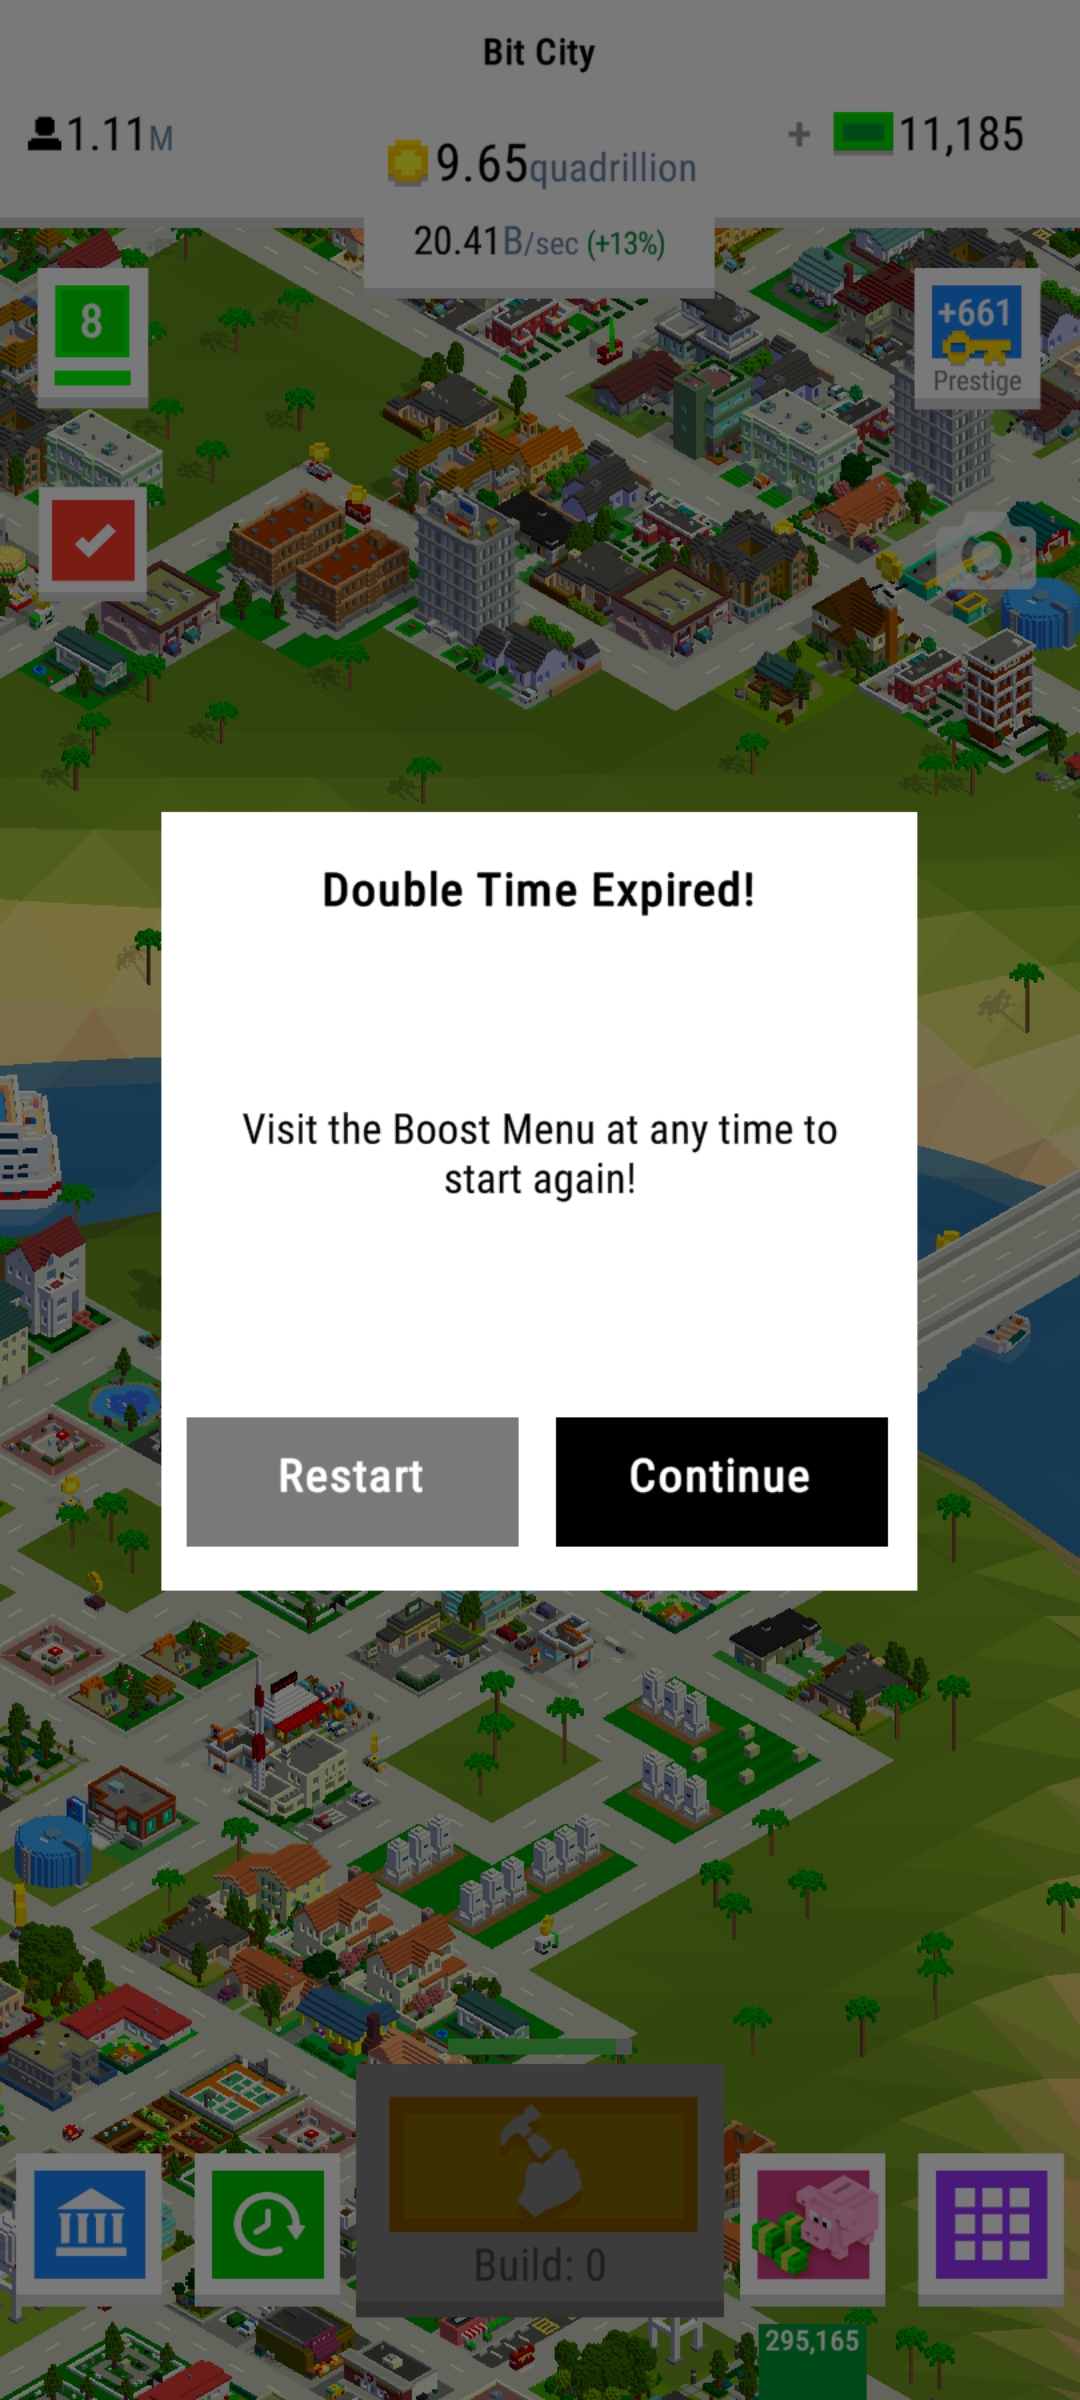 Bit City
1.11M
9.65quadrillion
+ 11,185
20.41B/sec (+13%)
8
+661
Prestige
Double Time Expired!
Visit the Boost Menu at any time to
start again!
Restart
Continue
Build: 0
295,165